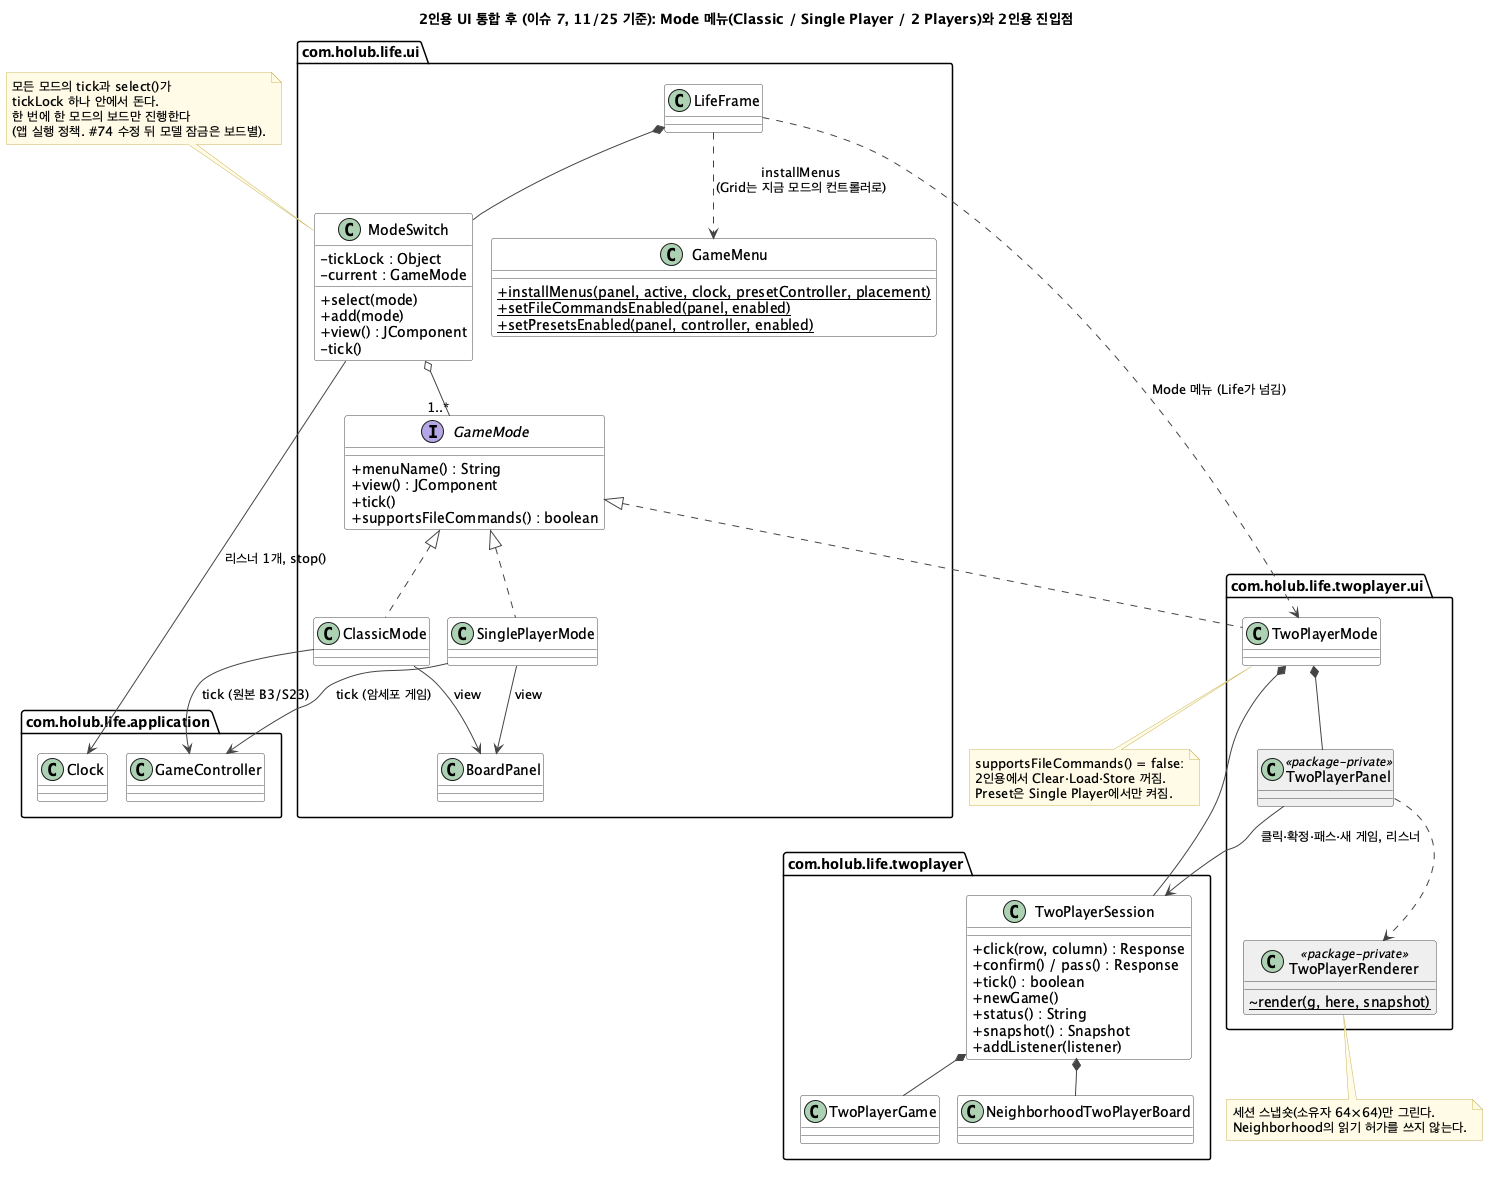 2인용 UI 통합 후 (이슈 7, 11/25 기준): Mode 메뉴(Classic / Single Player / 2 Players)와 2인용 진입점
com.holub.life.ui
모든 모드의 tick과 select()가
tickLock 하나 안에서 돈다.
한 번에 한 모드의 보드만 진행한다
(앱 실행 정책. #74 수정 뒤 모델 잠금은 보드별).
C LifeFrame
installMenus
(Grid는 지금 모드의 컨트롤러로)
C ModeSwitch
-tickLock : Object
-current : GameMode
+select(mode)
+add(mode)
+view() : JComponent
-tick()
C GameMenu
+installMenus(panel, active, clock, presetController, placement)
+setFileCommandsEnabled(panel, enabled)
+setPresetsEnabled(panel, controller, enabled)
Mode 메뉴 (Life가 넘김)
1..*
I GameMode
+menuName() : String
+view() : JComponent
+tick()
+supportsFileCommands() : boolean
리스너 1개, stop()
com.holub.life.twoplayer.ui
C ClassicMode
C SinglePlayerMode
C TwoPlayerMode
tick (원본 B3/S23)
tick (암세포 게임)
view
view
com.holub.life.application
C Clock
C GameController
C BoardPanel
supportsFileCommands() = false:
2인용에서 Clear·Load·Store 꺼짐.
Preset은 Single Player에서만 켜짐.
C «package-private»
TwoPlayerPanel
클릭·확정·패스·새 게임, 리스너
com.holub.life.twoplayer
C TwoPlayerSession
+click(row, column) : Response
+confirm() / pass() : Response
+tick() : boolean
+newGame()
+status() : String
+snapshot() : Snapshot
+addListener(listener)
C «package-private»
TwoPlayerRenderer
~render(g, here, snapshot)
C TwoPlayerGame
C NeighborhoodTwoPlayerBoard
세션 스냅숏(소유자 64×64)만 그린다.
Neighborhood의 읽기 허가를 쓰지 않는다.